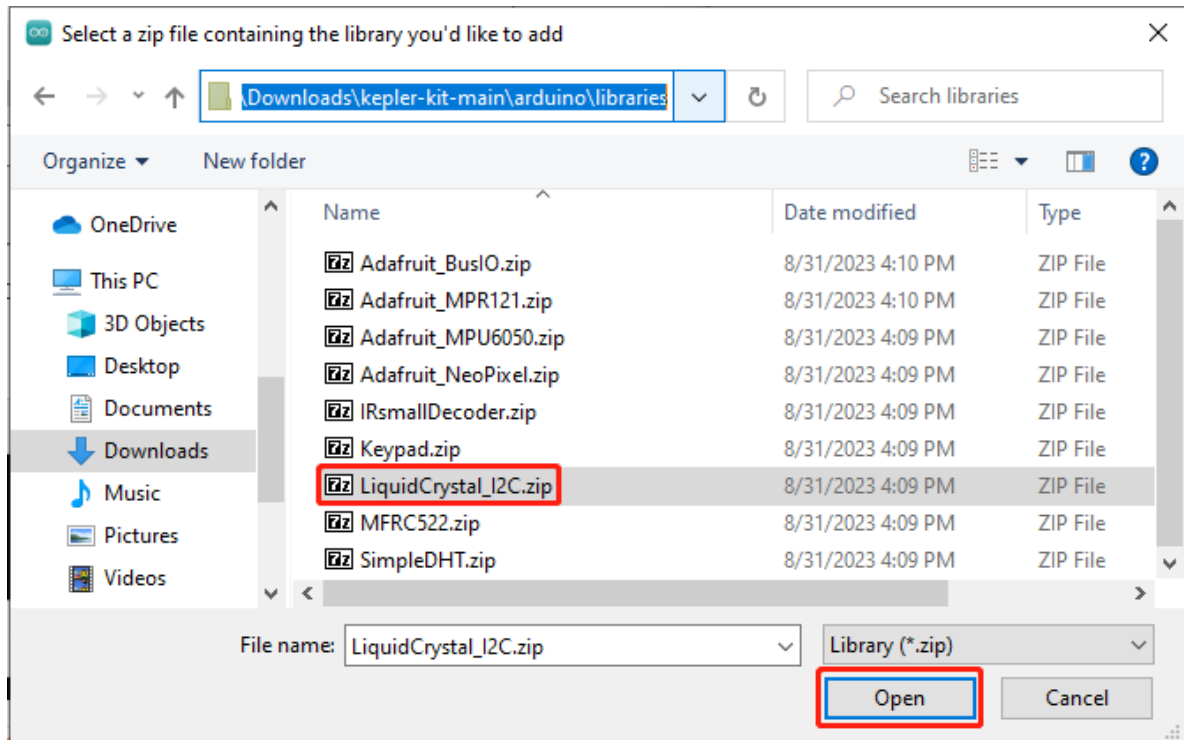 Select a zip file containing the library you'd like to add
\Downloads\kepler-kit-main\arduino\libraries
Search libraries
Organize
New folder
?
OneDrive
This PC
3D Objects
Desktop
Documents
Downloads
Music
Pictures
Videos
Name Date modified Type
Adafruit_BusIO.zip 8/31/2023 4:10 PM ZIP File
Adafruit_MPR121.zip 8/31/2023 4:10 PM ZIP File
Adafruit_MPU6050.zip 8/31/2023 4:09 PM ZIP File
Adafruit_NeoPixel.zip 8/31/2023 4:09 PM ZIP File
IRsmallDecoder.zip 8/31/2023 4:09 PM ZIP File
Keypad.zip 8/31/2023 4:09 PM ZIP File
LiquidCrystal_I2C.zip 8/31/2023 4:09 PM ZIP File
MFRC522.zip 8/31/2023 4:09 PM ZIP File
SimpleDHT.zip 8/31/2023 4:09 PM ZIP File
File name: LiquidCrystal_I2C.zip Library (*.zip)
Open Cancel